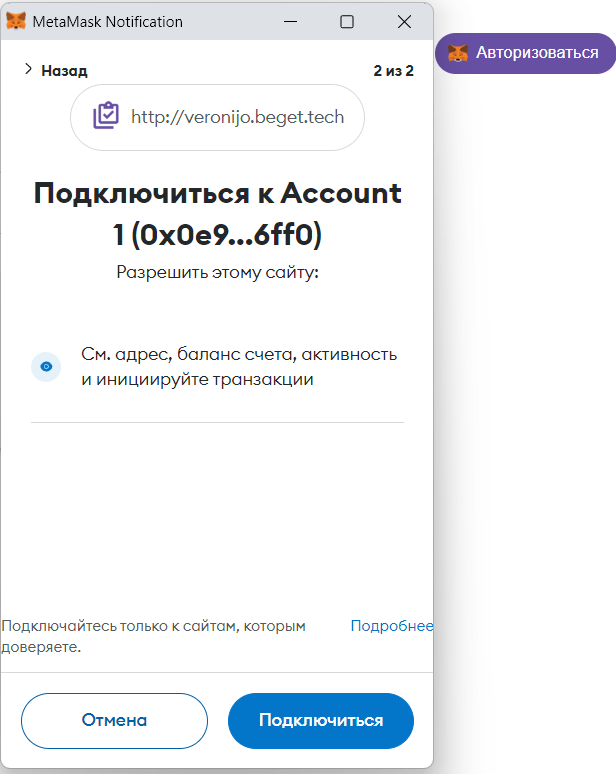 MetaMask Notification
Авторизоваться
Назад
2 из 2
http://veronijo.beget.tech
Подключиться к Account
1 (0x0e9...6ff0)
Разрешить этому сайту:
См. адрес, баланс счета, активность
и инициируйте транзакции
Подключайтесь только к сайтам, которым
доверяете.
Подробнее
Отмена
Подключиться